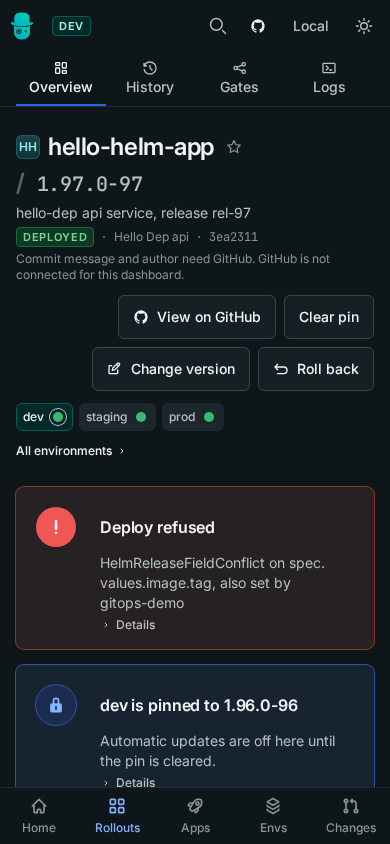 DEV
Local
Overview
History
Gates
Logs
HH hello-helm-app
/ 1.97.0-97
hello-dep api service, release rel-97
DEPLOYED · Hello Dep api · 3ea2311
Commit message and author need GitHub. GitHub is not
connected for this dashboard.
View on GitHub
Clear pin
Change version
Roll back
dev
staging
prod
All environments ›
Deploy refused
HelmReleaseFieldConflict on spec.
values.image.tag, also set by
gitops-demo
› Details
dev is pinned to 1.96.0-96
Automatic updates are off here until
the pin is cleared.
› Details
Home
Rollouts
Apps
Envs
Changes